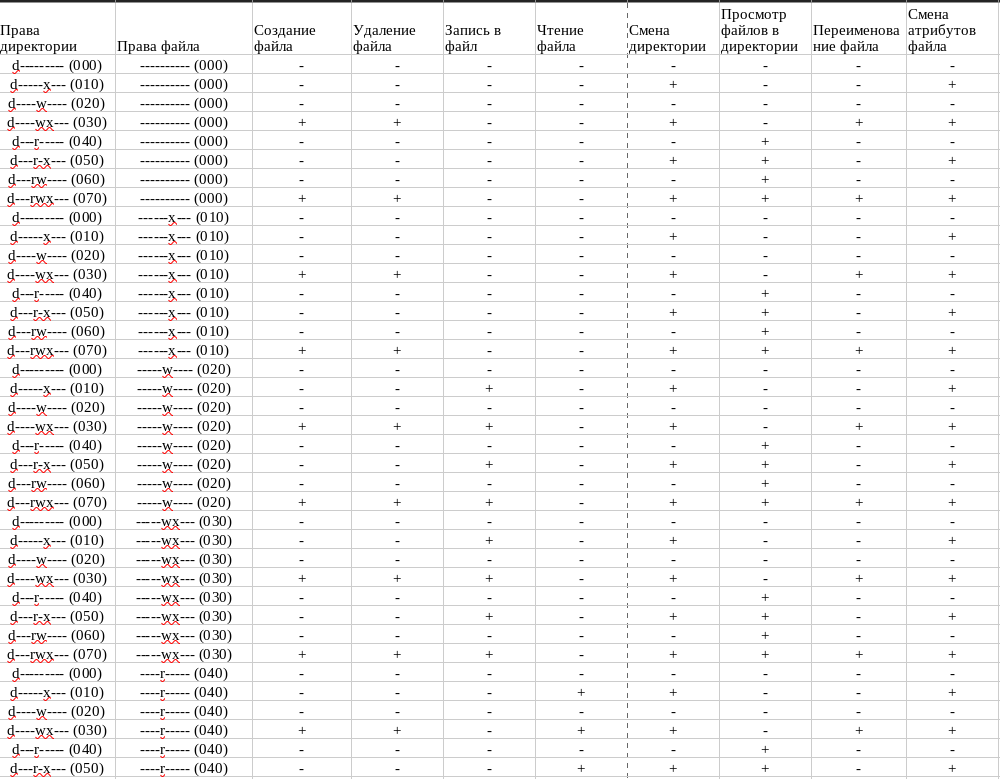 Права директории | Права файла | Создание файла | Удаление файла | Запись в файл | Чтение файла | Смена директории | Просмотр файлов в директории | Переименование файла | Смена атрибутов файла
d--------- (000) | ---------- (000) | - | - | - | - | - | - | - | -
d-----x--- (010) | ---------- (000) | - | - | - | - | + | - | - | +
d----w---- (020) | ---------- (000) | - | - | - | - | - | - | - | -
d----wx--- (030) | ---------- (000) | + | + | - | - | + | - | + | +
d---r----- (040) | ---------- (000) | - | - | - | - | - | + | - | -
d---r-x--- (050) | ---------- (000) | - | - | - | - | + | + | - | +
d---rw---- (060) | ---------- (000) | - | - | - | - | - | + | - | -
d---rwx--- (070) | ---------- (000) | + | + | - | - | + | + | + | +
d--------- (000) | ------x--- (010) | - | - | - | - | - | - | - | -
d-----x--- (010) | ------x--- (010) | - | - | - | - | + | - | - | +
d----w---- (020) | ------x--- (010) | - | - | - | - | - | - | - | -
d----wx--- (030) | ------x--- (010) | + | + | - | - | + | - | + | +
d---r----- (040) | ------x--- (010) | - | - | - | - | - | + | - | -
d---r-x--- (050) | ------x--- (010) | - | - | - | - | + | + | - | +
d---rw---- (060) | ------x--- (010) | - | - | - | - | - | + | - | -
d---rwx--- (070) | ------x--- (010) | + | + | - | - | + | + | + | +
d--------- (000) | -----w---- (020) | - | - | - | - | - | - | - | -
d-----x--- (010) | -----w---- (020) | - | - | + | - | + | - | - | +
d----w---- (020) | -----w---- (020) | - | - | - | - | - | - | - | -
d----wx--- (030) | -----w---- (020) | + | + | + | - | + | - | + | +
d---r----- (040) | -----w---- (020) | - | - | - | - | - | + | - | -
d---r-x--- (050) | -----w---- (020) | - | - | + | - | + | + | - | +
d---rw---- (060) | -----w---- (020) | - | - | - | - | - | + | - | -
d---rwx--- (070) | -----w---- (020) | + | + | + | - | + | + | + | +
d--------- (000) | -----wx--- (030) | - | - | - | - | - | - | - | -
d-----x--- (010) | -----wx--- (030) | - | - | + | - | + | - | - | +
d----w---- (020) | -----wx--- (030) | - | - | - | - | - | - | - | -
d----wx--- (030) | -----wx--- (030) | + | + | + | - | + | - | + | +
d---r----- (040) | -----wx--- (030) | - | - | - | - | - | + | - | -
d---r-x--- (050) | -----wx--- (030) | - | - | + | - | + | + | - | +
d---rw---- (060) | -----wx--- (030) | - | - | - | - | - | + | - | -
d---rwx--- (070) | -----wx--- (030) | + | + | + | - | + | + | + | +
d--------- (000) | ----r----- (040) | - | - | - | - | - | - | - | -
d-----x--- (010) | ----r----- (040) | - | - | - | + | + | - | - | +
d----w---- (020) | ----r----- (040) | - | - | - | - | - | - | - | -
d----wx--- (030) | ----r----- (040) | + | + | - | + | + | - | + | +
d---r----- (040) | ----r----- (040) | - | - | - | - | - | + | - | -
d---r-x--- (050) | ----r----- (040) | - | - | - | + | + | + | - | +